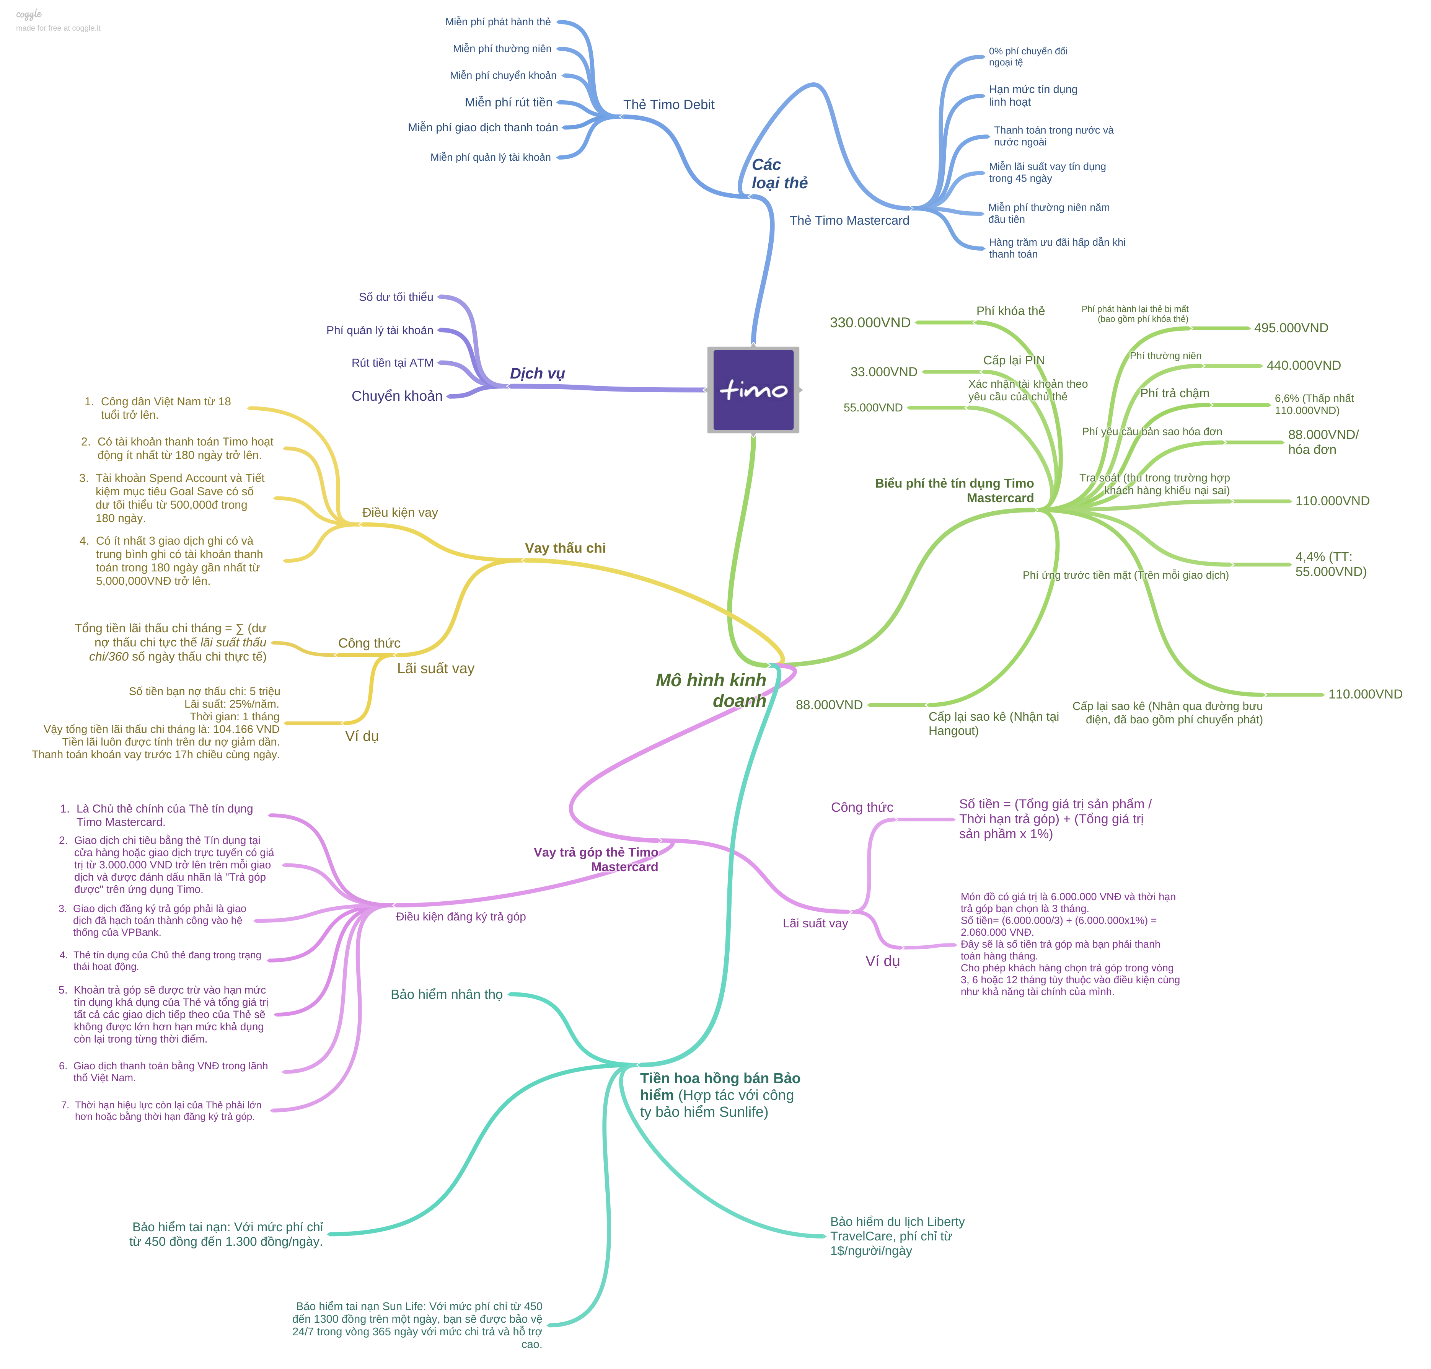 coggle
made for free at coggle.it
Miễn phí phát hành thẻ
Miễn phí thường niên
Miễn phí chuyển khoản
Miễn phí rút tiền
Miễn phí giao dịch thanh toán
Miễn phí quản lý tài khoản
Thẻ Timo Debit
Các
loại thẻ
Thẻ Timo Mastercard
0% phí chuyển đổi
ngoại tệ
Hạn mức tín dụng
linh hoạt
Thanh toán trong nước và
nước ngoài
Miễn lãi suất vay tín dụng
trong 45 ngày
Miễn phí thường niên năm
đầu tiên
Hàng trăm ưu đãi hấp dẫn khi
thanh toán
Số dư tối thiểu
Phí quản lý tài khoản
Rút tiền tại ATM
Chuyển khoản
Dịch vụ
timo
330.000VND
Phí khóa thẻ
33.000VND
Cấp lại PIN
55.000VND
Xác nhận tài khoản theo
yêu cầu của chủ thẻ
Biểu phí thẻ tín dụng Timo
Mastercard
Phí phát hành lại thẻ bị mất
(bao gồm phí khóa thẻ)
495.000VND
Phí thường niên
440.000VND
Phí trả chậm
6,6% (Thấp nhất
110.000VND)
Phí yêu cầu bản sao hóa đơn
88.000VND/
hóa đơn
Tra soát (thu trong trường hợp
khách hàng khiếu nại sai)
110.000VND
Phí ứng trước tiền mặt (Trên mỗi giao dịch)
4,4% (TT:
55.000VND)
Cấp lại sao kê (Nhận qua đường bưu
điện, đã bao gồm phí chuyển phát)
110.000VND
88.000VND
Cấp lại sao kê (Nhận tại
Hangout)
1. Công dân Việt Nam từ 18
tuổi trở lên.
2. Có tài khoản thanh toán Timo hoạt
động ít nhất từ 180 ngày trở lên.
3. Tài khoản Spend Account và Tiết
kiệm mục tiêu Goal Save có số
dư tối thiểu từ 500,000đ trong
180 ngày.
4. Có ít nhất 3 giao dịch ghi có và
trung bình ghi có tài khoản thanh
toán trong 180 ngày gần nhất từ
5,000,000VNĐ trở lên.
Điều kiện vay
Vay thấu chi
Tổng tiền lãi thấu chi tháng = ∑ (dư
nợ thấu chi tực thể lãi suất thấu
chi/360 số ngày thấu chi thực tế)
Công thức
Lãi suất vay
Số tiền bạn nợ thấu chi: 5 triệu
Lãi suất: 25%/năm.
Thời gian: 1 tháng
Vậy tổng tiền lãi thấu chi tháng là: 104.166 VND
Tiền lãi luôn được tính trên dư nợ giảm dần.
Thanh toán khoản vay trước 17h chiều cùng ngày.
Ví dụ
Mô hình kinh
doanh
1. Là Chủ thẻ chính của Thẻ tín dụng
Timo Mastercard.
2. Giao dịch chi tiêu bằng thẻ Tín dụng tại
cửa hàng hoặc giao dịch trực tuyến có giá
trị từ 3.000.000 VND trở lên trên mỗi giao
dịch và được đánh dấu nhãn là "Trả góp
được" trên ứng dụng Timo.
3. Giao dịch đăng ký trả góp phải là giao
dịch đã hạch toán thành công vào hệ
thống của VPBank.
4. Thẻ tín dụng của Chủ thẻ đang trong trạng
thái hoat động.
5. Khoản trả góp sẽ được trừ vào hạn mức
tín dụng khả dụng của Thẻ và tổng giá trị
tất cả các giao dịch tiếp theo của Thẻ sẽ
không được lớn hơn hạn mức khả dụng
còn lại trong từng thời điểm.
6. Giao dịch thanh toán bằng VNĐ trong lãnh
thổ Việt Nam.
7. Thời hạn hiệu lực còn lại của Thẻ phải lớn
hơn hoặc bằng thời hạn đăng ký trả góp.
Điều kiện đăng ký trả góp
Vay trả góp thẻ Timo
Mastercard
Lãi suất vay
Công thức
Số tiền = (Tổng giá trị sản phẩm /
Thời hạn trả góp) + (Tổng giá trị
sản phầm x 1%)
Ví dụ
Món đồ có giá trị là 6.000.000 VNĐ và thời hạn
trả góp bạn chọn là 3 tháng.
Số tiền= (6.000.000/3) + (6.000.000x1%) =
2.060.000 VNĐ.
Đây sẽ là số tiền trả góp mà bạn phải thanh
toán hàng tháng.
Cho phép khách hàng chọn trả góp trong vòng
3, 6 hoặc 12 tháng tùy thuộc vào điều kiện cũng
như khả năng tài chính của mình.
Bảo hiểm nhân thọ
Tiền hoa hồng bán Bảo
hiểm (Hợp tác với công
ty bảo hiểm Sunlife)
Bảo hiểm tai nạn: Với mức phí chỉ
từ 450 đồng đến 1.300 đồng/ngày.
Bảo hiểm du lịch Liberty
TravelCare, phí chỉ từ
1$/người/ngày
Bảo hiểm tai nạn Sun Life: Với mức phí chỉ từ 450
đến 1300 đồng trên một ngày, bạn sẽ được bảo vệ
24/7 trong vòng 365 ngày với mức chi trả và hỗ trợ
cao.